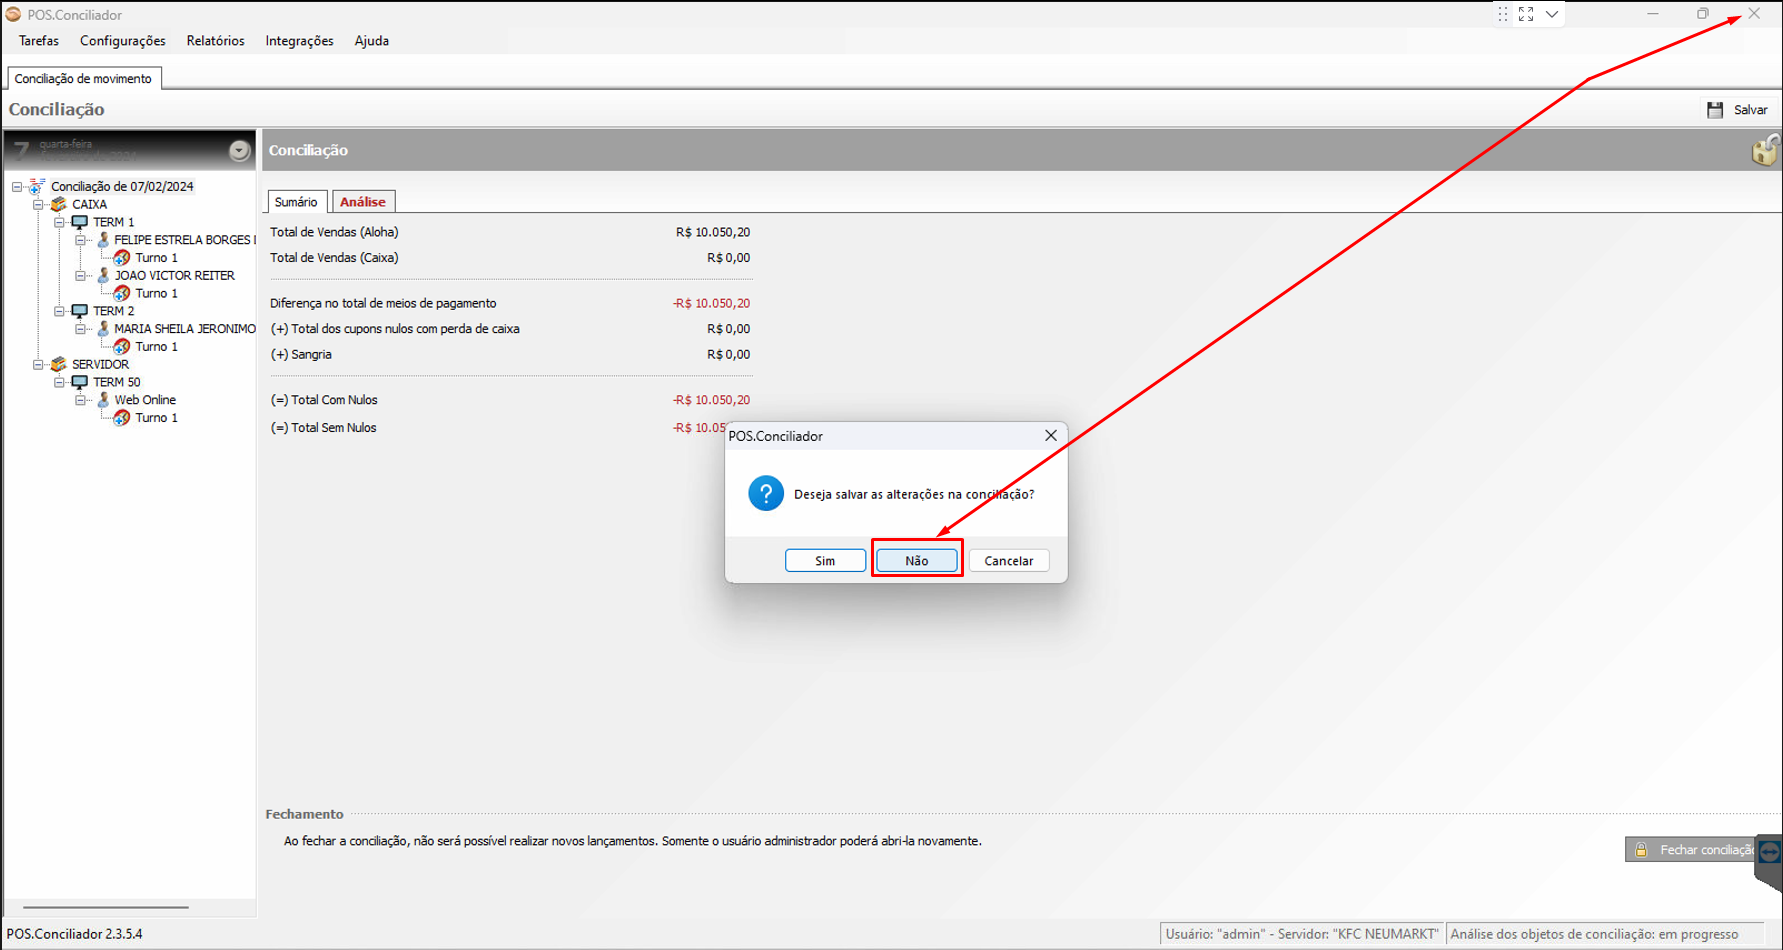 POS.Conciliador
Tarefas Configurações Relatórios Integrações Ajuda
Conciliação de movimento
Conciliação
Salvar
7 quarta-feira
fevereiro de 2024
Conciliação
Conciliação de 07/02/2024
CAIXA
TERM 1
FELIPE ESTRELA BORGES
Turno 1
JOAO VICTOR REITER
Turno 1
TERM 2
MARIA SHEILA JERONIMO
Turno 1
SERVIDOR
TERM 50
Web Online
Turno 1
Sumário Análise
Total de Vendas (Aloha) R$ 10.050,20
Total de Vendas (Caixa) R$ 0,00
Diferença no total de meios de pagamento -R$ 10.050,20
(+) Total dos cupons nulos com perda de caixa R$ 0,00
(+) Sangria R$ 0,00
(=) Total Com Nulos -R$ 10.050,20
(=) Total Sem Nulos -R$ 10.05
POS.Conciliador
Deseja salvar as alterações na conciliação?
Sim Não Cancelar
Fechamento
Ao fechar a conciliação, não será possível realizar novos lançamentos. Somente o usuário administrador poderá abri-la novamente.
Fechar conciliação
POS.Conciliador 2.3.5.4
Usuário: "admin" - Servidor: "KFC NEUMARKT" Análise dos objetos de conciliação: em progresso